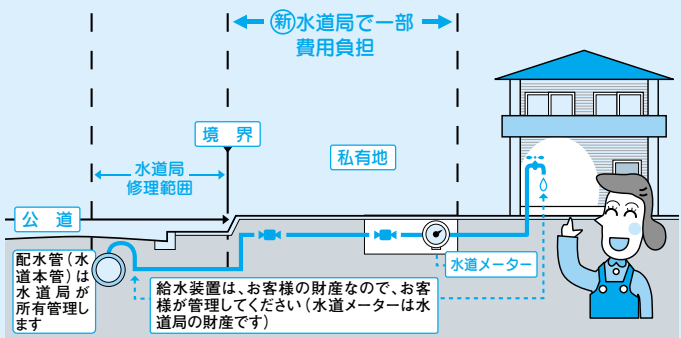 ㊟新水道局で一部
費用負担
境界
水道局
修理範囲
私有地
公道
配水管（水
道本管）は
水道局が
所有管理し
ます
水道メーター
給水装置は、お客様の財産なので、お客
様が管理してください（水道メーターは水
道局の財産です）